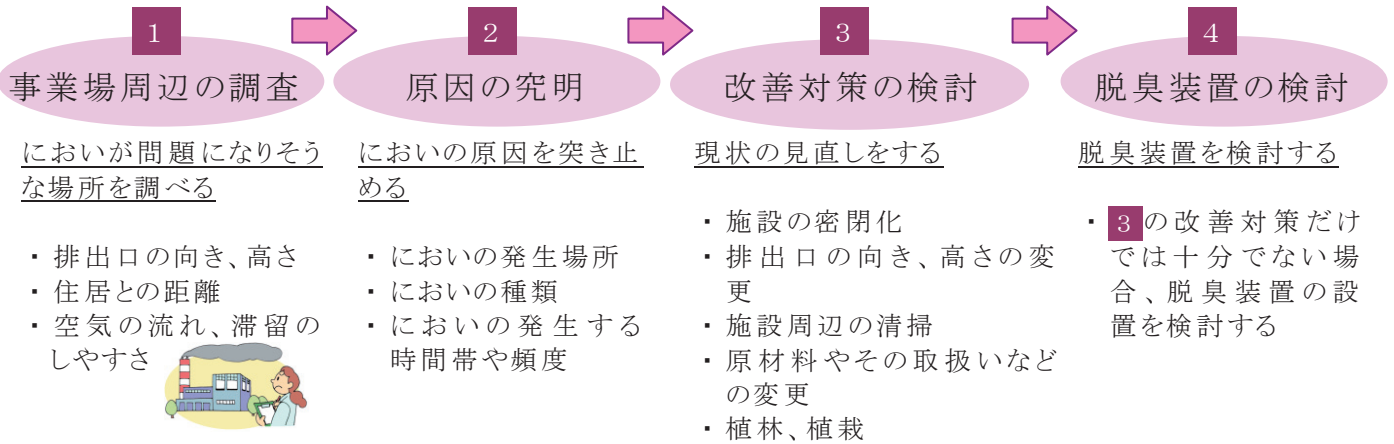 1
事業場周辺の調査
においが問題になりそう
な場所を調べる
・排出口の向き、高さ
・住居との距離
・空気の流れ、滞留の
しやすさ
2
原因の究明
においの原因を突き止
める
・においの発生場所
・においの種類
・においの発生する
時間帯や頻度
3
改善対策の検討
現状の見直しをする
・施設の密閉化
・排出口の向き、高さの変
更
・施設周辺の清掃
・原材料やその取扱いなど
の変更
・植林、植栽
4
脱臭装置の検討
脱臭装置を検討する
・3の改善対策だけ
では十分でない場
合、脱臭装置の設
置を検討する